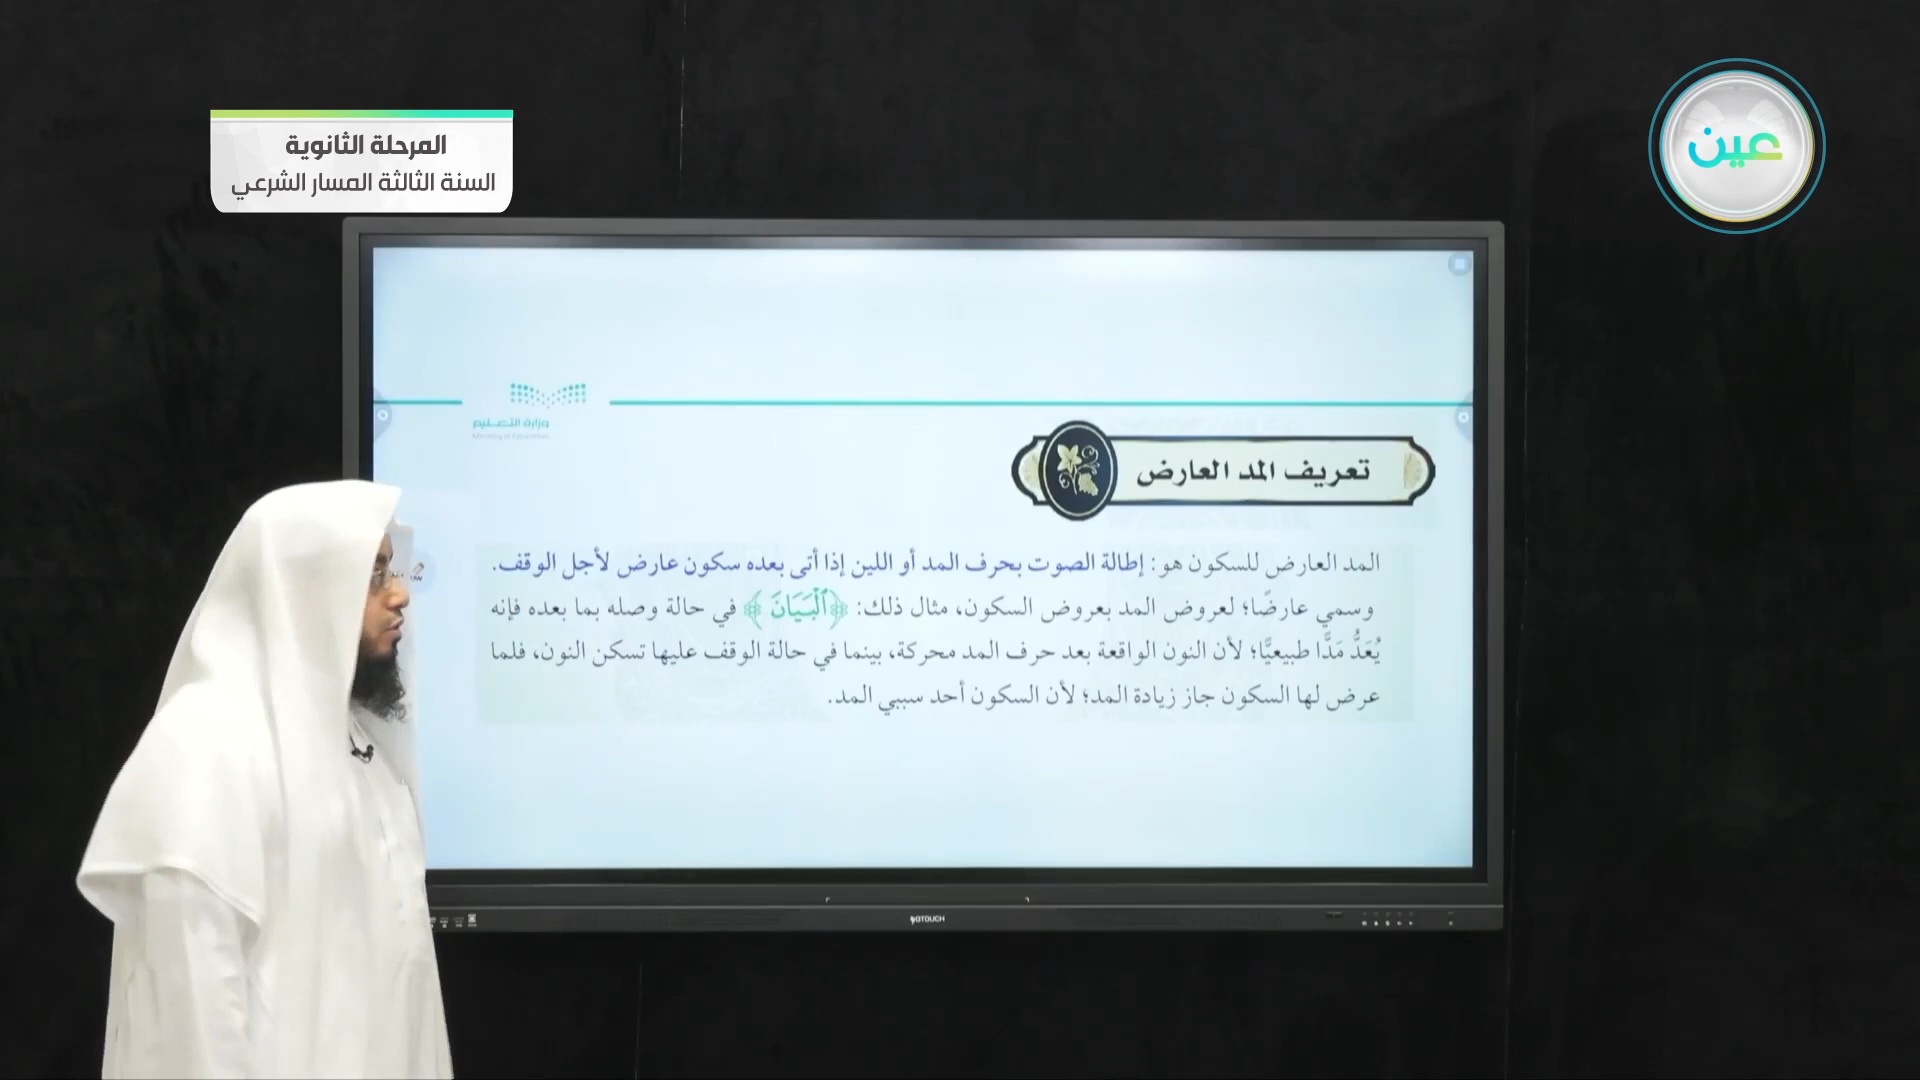 المرحلة الثانوية
السنة الثالثة المسار الشرعي
عين
وزارة التعليم
Ministry of Education
تعريف المد العارض
المد العارض للسكون هو: إطالة الصوت بحرف المد أو اللين إذا أتى بعده سكون عارض لأجل الوقف.
وسمي عارضًا؛ لعروض المد بعروض السكون، مثال ذلك: ﴿ٱلْبَيَانَ﴾ في حالة وصله بما بعده فإنه
يُعَدُّ مَدًّا طبيعيًّا؛ لأن النون الواقعة بعد حرف المد محركة، بينما في حالة الوقف عليها تسكن النون، فلما
عرض لها السكون جاز زيادة المد؛ لأن السكون أحد سببي المد.